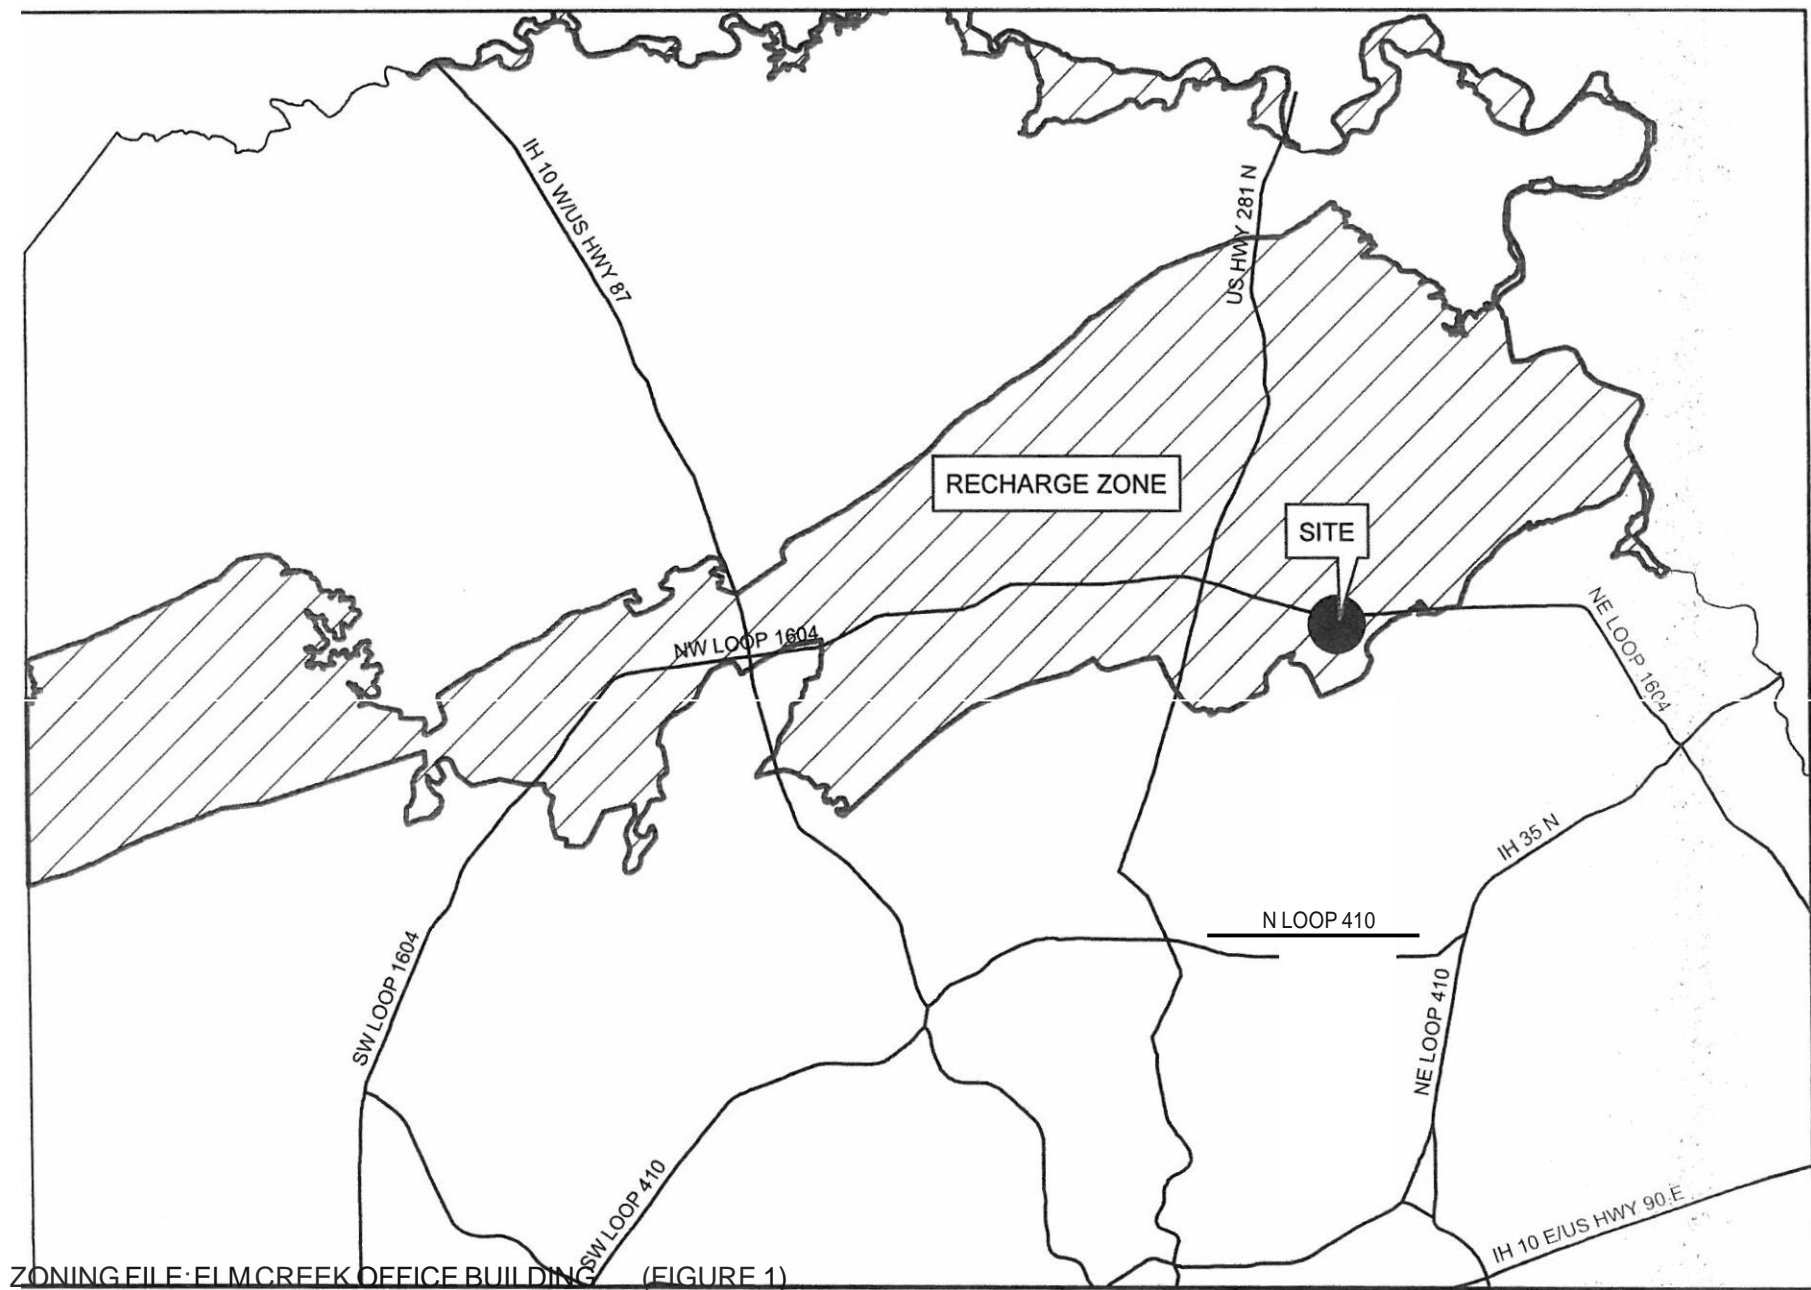 IH 10 W/US HWY 87
US HWY 281 N
RECHARGE ZONE
SITE
NW LOOP 1604
NE LOOP 1604
IH 35 N
N LOOP 410
SW LOOP 1604
NE LOOP 410
SW LOOP 410
IH 10 E/US HWY 90 E
ZONING FILE: ELM CREEK OFFICE BUILDING (FIGURE 1)